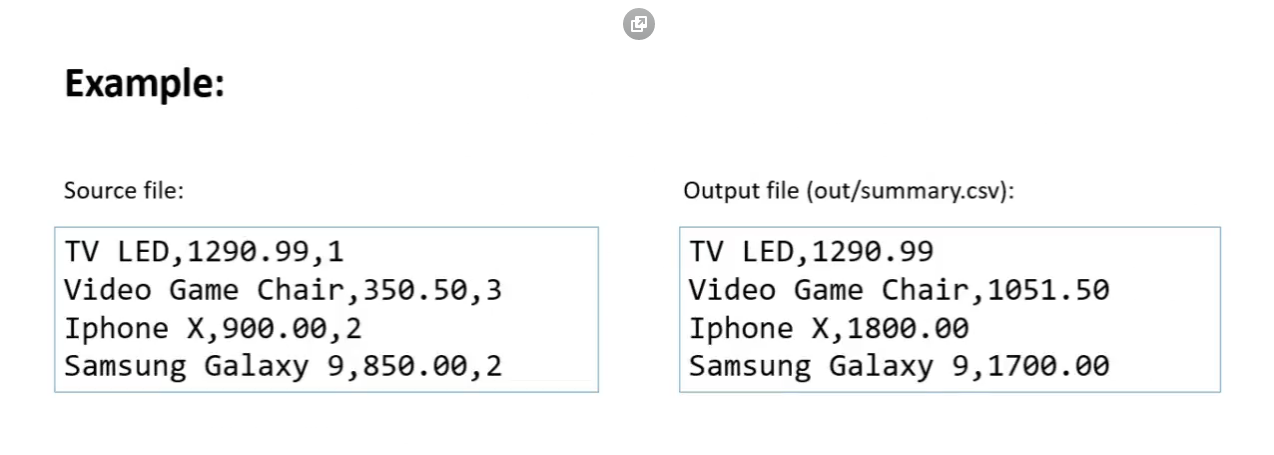 Example:
Source file:
TV LED,1290.99,1
Video Game Chair,350.50,3
Iphone X,900.00,2
Samsung Galaxy 9,850.00,2
Output file (out/summary.csv):
TV LED,1290.99
Video Game Chair,1051.50
Iphone X,1800.00
Samsung Galaxy 9,1700.00